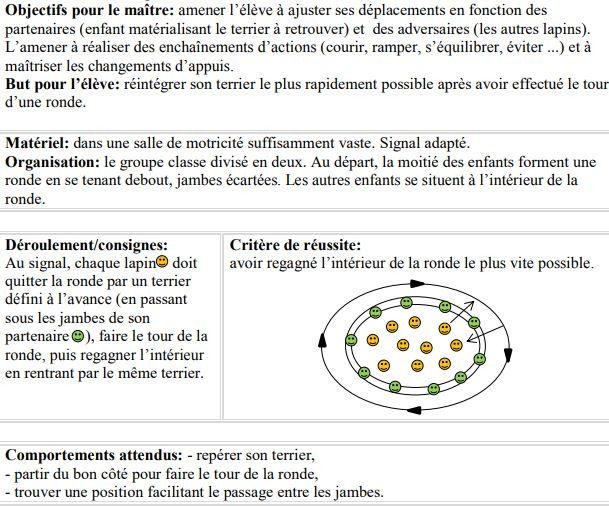 Objectifs pour le maître: amener l'élève à ajuster ses déplacements en fonction des
partenaires (enfant matérialisant le terrier à retrouver) et  des adversaires (les autres lapins).
L'amener à réaliser des enchaînements d'actions (courir, ramper, s'équilibrer, éviter ...) et à
maîtriser les changements d'appuis.
But pour l'élève: réintégrer son terrier le plus rapidement possible après avoir effectué le tour
d'une ronde.
Matériel: dans une salle de motricité suffisamment vaste. Signal adapté.
Organisation: le groupe classe divisé en deux. Au départ, la moitié des enfants forment une
ronde en se tenant debout, jambes écartées. Les autres enfants se situent à l'intérieur de la
ronde.
Déroulement/consignes:
Au signal, chaque lapin doit
quitter la ronde par un terrier
défini à l'avance (en passant
sous les jambes de son
partenaire), faire le tour de la
ronde, puis regagner l'intérieur
en rentrant par le même terrier.
Critère de réussite:
avoir regagné l'intérieur de la ronde le plus vite possible.
Comportements attendus: - repérer son terrier,
- partir du bon côté pour faire le tour de la ronde,
- trouver une position facilitant le passage entre les jambes.